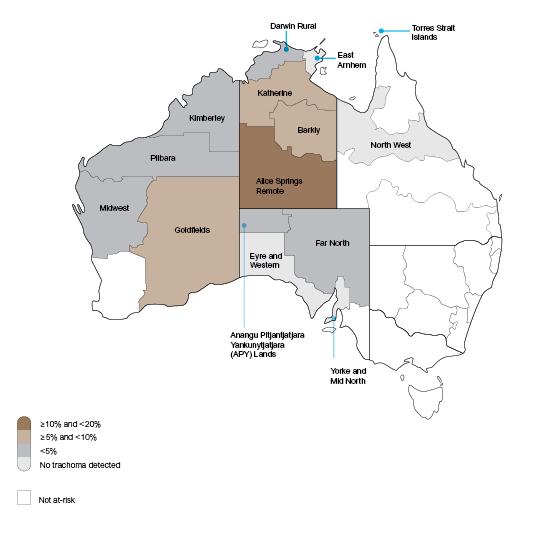 Darwin Rural
Torres Strait
Islands
East
Arnhem
Katherine
Kimberley
Barkly
North West
Pilbara
Alice Springs
Remote
Midwest
Goldfields
Far North
Eyre and
Western
Anangu Pitjantjatjara
Yankunytjatjara
(APY) Lands
Yorke and
Mid North
≥10% and <20%
≥5% and <10%
<5%
No trachoma detected
Not at-risk